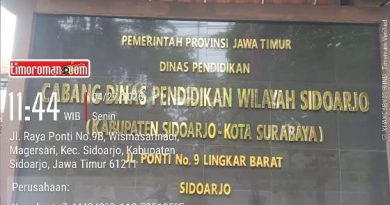 PEMERINTAH PROVINSI JAWA TIMUR
DINAS PENDIDIKAN
Limoroman.com
CABANG DINAS PENDIDIKAN WILAYAH SIDOARJO
11:44
WIB
Senin
(KABUPATEN SIDOARJO-KOTA SURABAYA)
Jl. Raya Ponti No.9B, Wismasarinadi,
Magersari, Kec. Sidoarjo, Kabupaten
Sidoarjo, Jawa Timur 61211
JL. PONTI No. 9 LINGKAR BARAT
Perusahaan:
SIDOARJO